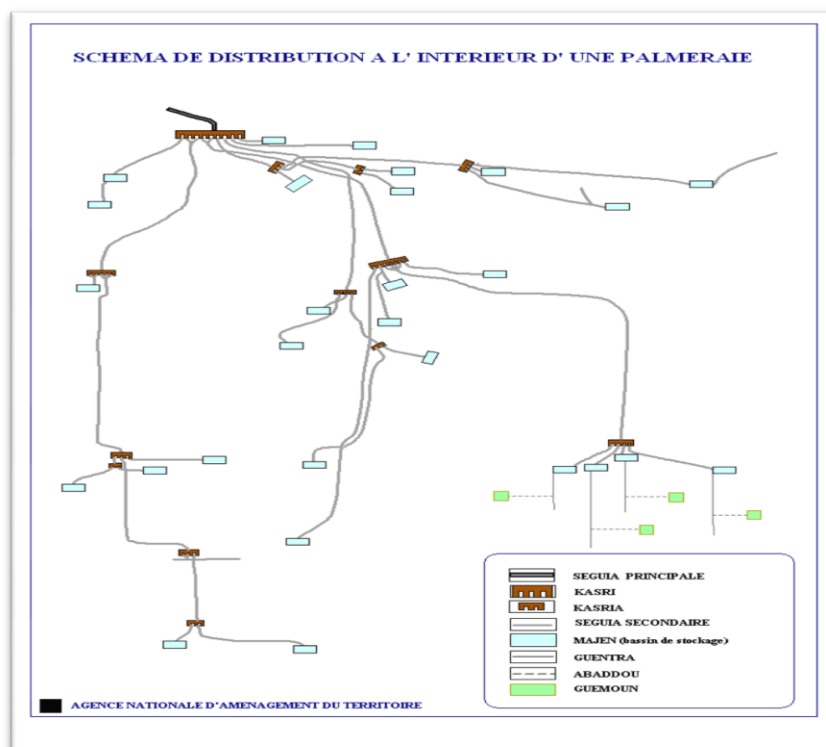 SCHEMA DE DISTRIBUTION A L' INTERIEUR D' UNE PALMERAIE
SEGUIA PRINCIPALE
KASRI
KASRIA
SEGUIA SECONDAIRE
MAJEN (bassin de stockage)
GUENTRA
ABADDOU
GUEMOUN
AGENCE NATIONALE D'AMENAGEMENT DU TERRITOIRE